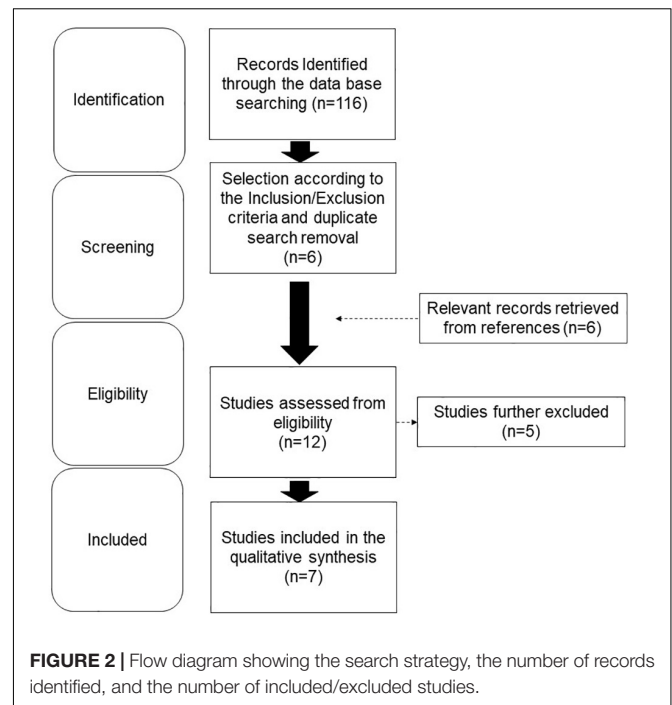 Identification
Records Identified
through the data base
searching (n=116)
Screening
Selection according to
the Inclusion/Exclusion
criteria and duplicate
search removal
(n=6)
Relevant records retrieved
from references (n=6)
Eligibility
Studies assessed from
eligibility
(n=12)
Studies further excluded
(n=5)
Included
Studies included in the
qualitative synthesis
(n=7)
FIGURE 2 | Flow diagram showing the search strategy, the number of records
identified, and the number of included/excluded studies.